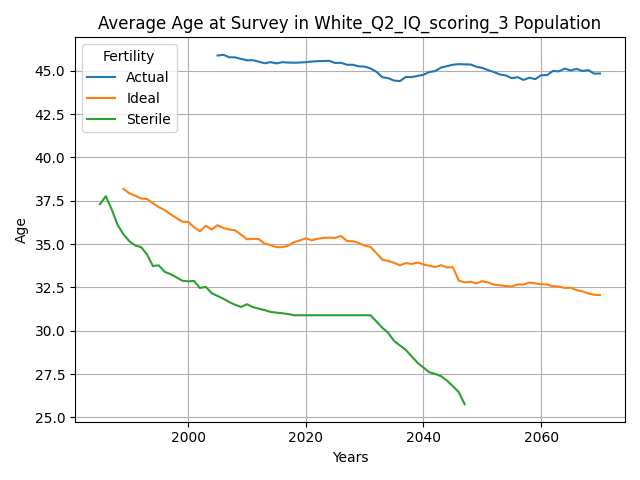 Average Age at Survey in White_Q2_IQ_scoring_3 Population
Fertility
Actual
Ideal
Sterile
Age
45.0
42.5
40.0
37.5
35.0
32.5
30.0
27.5
25.0
2000 2020 2040 2060
Years